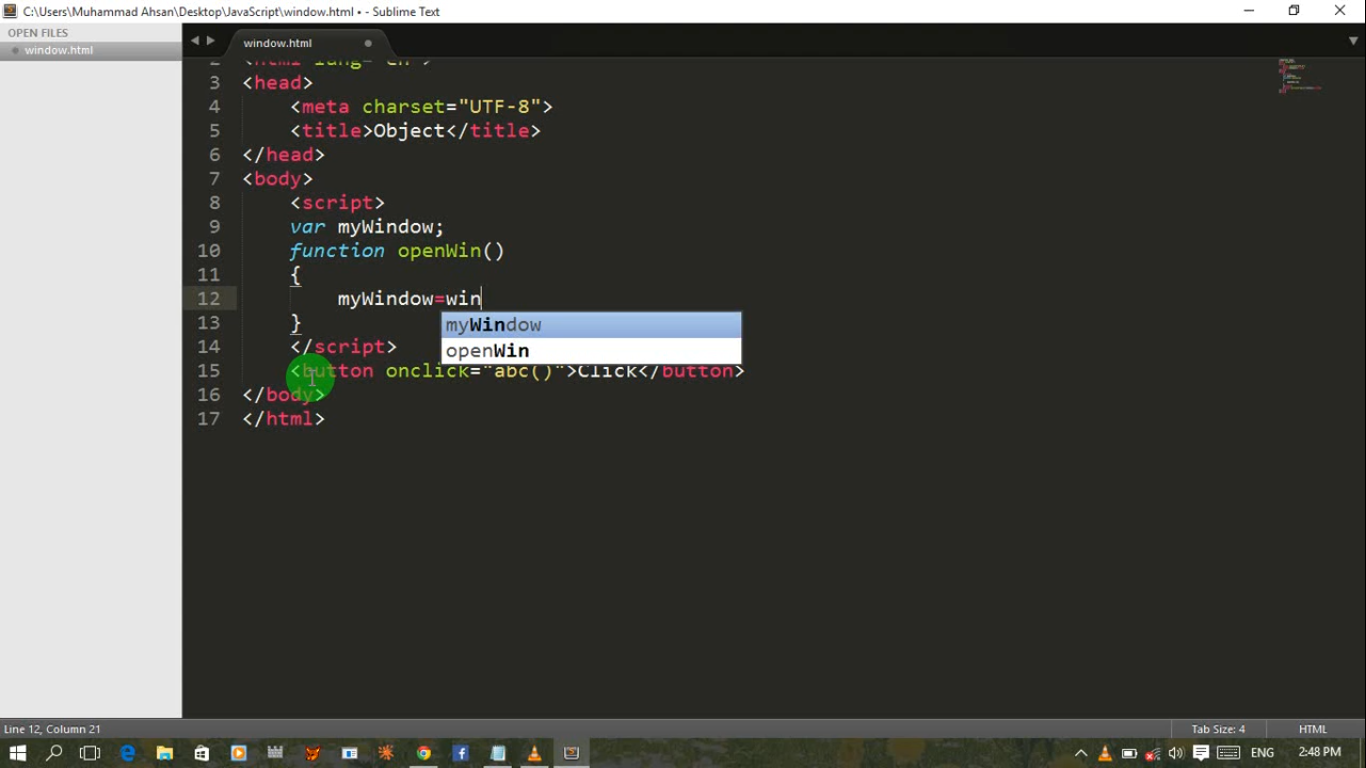 C:\Users\Muhammad Ahsan\Desktop\JavaScript\window.html • - Sublime Text
OPEN FILES
window.html
window.html
2 <html lang="en">
3 <head>
4 <meta charset="UTF-8">
5 <title>Object</title>
6 </head>
7 <body>
8 <script>
9 var myWindow;
10 function openWin()
11 {
12 myWindow=win
myWindow
13 }
openWin
14 </script>
15 <button onclick="abc()">Click</button>
16 </body>
17 </html>
Line 12, Column 21
Tab Size: 4
HTML
ENG
2:48 PM